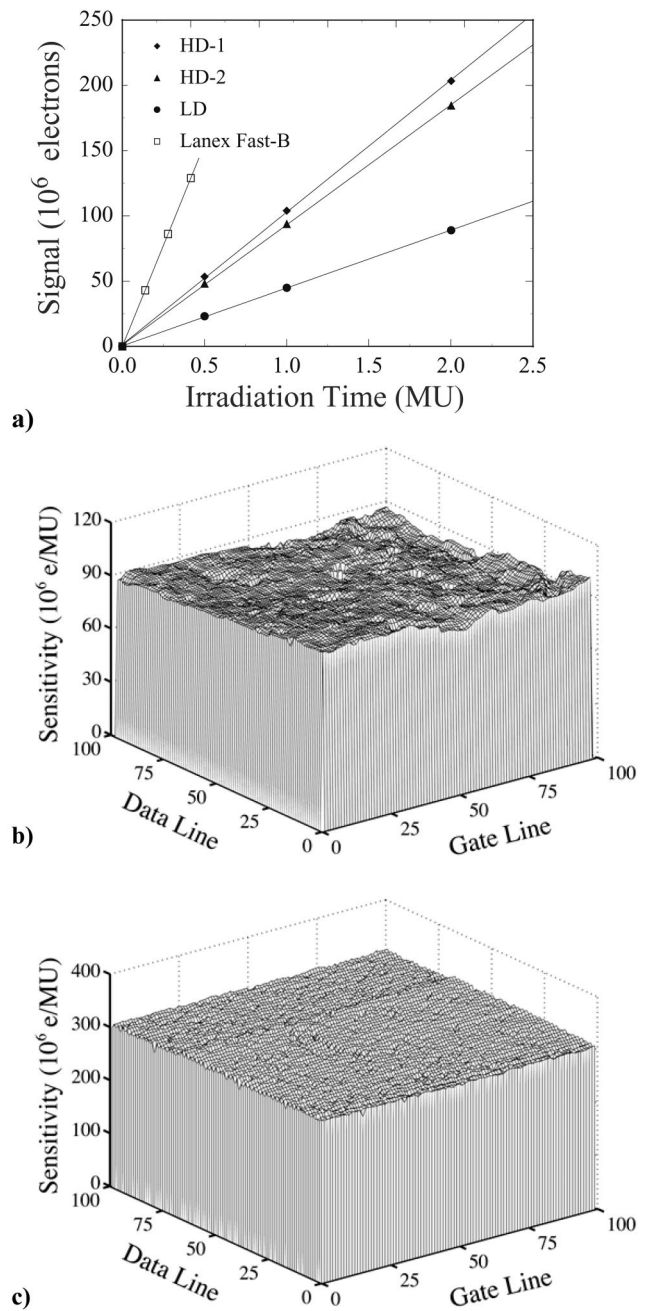 250
200
150
100
50
0
Signal (10⁶ electrons)
HD-1
HD-2
LD
Lanex Fast-B
0.0 0.5 1.0 1.5 2.0 2.5
Irradiation Time (MU)
a)
120
90
60
30
0
Sensitivity (10⁶ e/MU)
100 75 50 25 0
Data Line
0 25 50 75 100
Gate Line
b)
400
300
200
100
0
Sensitivity (10⁶ e/MU)
100 75 50 25 0
Data Line
0 25 50 75 100
Gate Line
c)